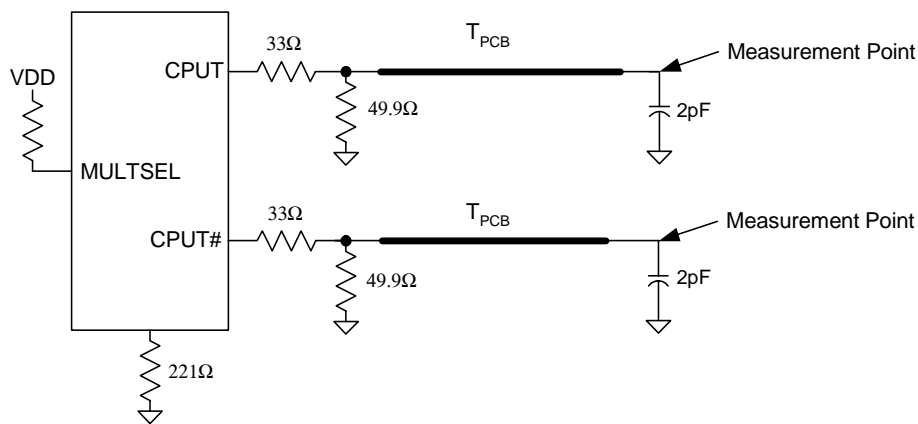 T_PCB
33Ω
Measurement Point
VDD
CPUT
49.9Ω
2pF
MULTSEL
T_PCB
33Ω
Measurement Point
CPUT#
49.9Ω
2pF
221Ω